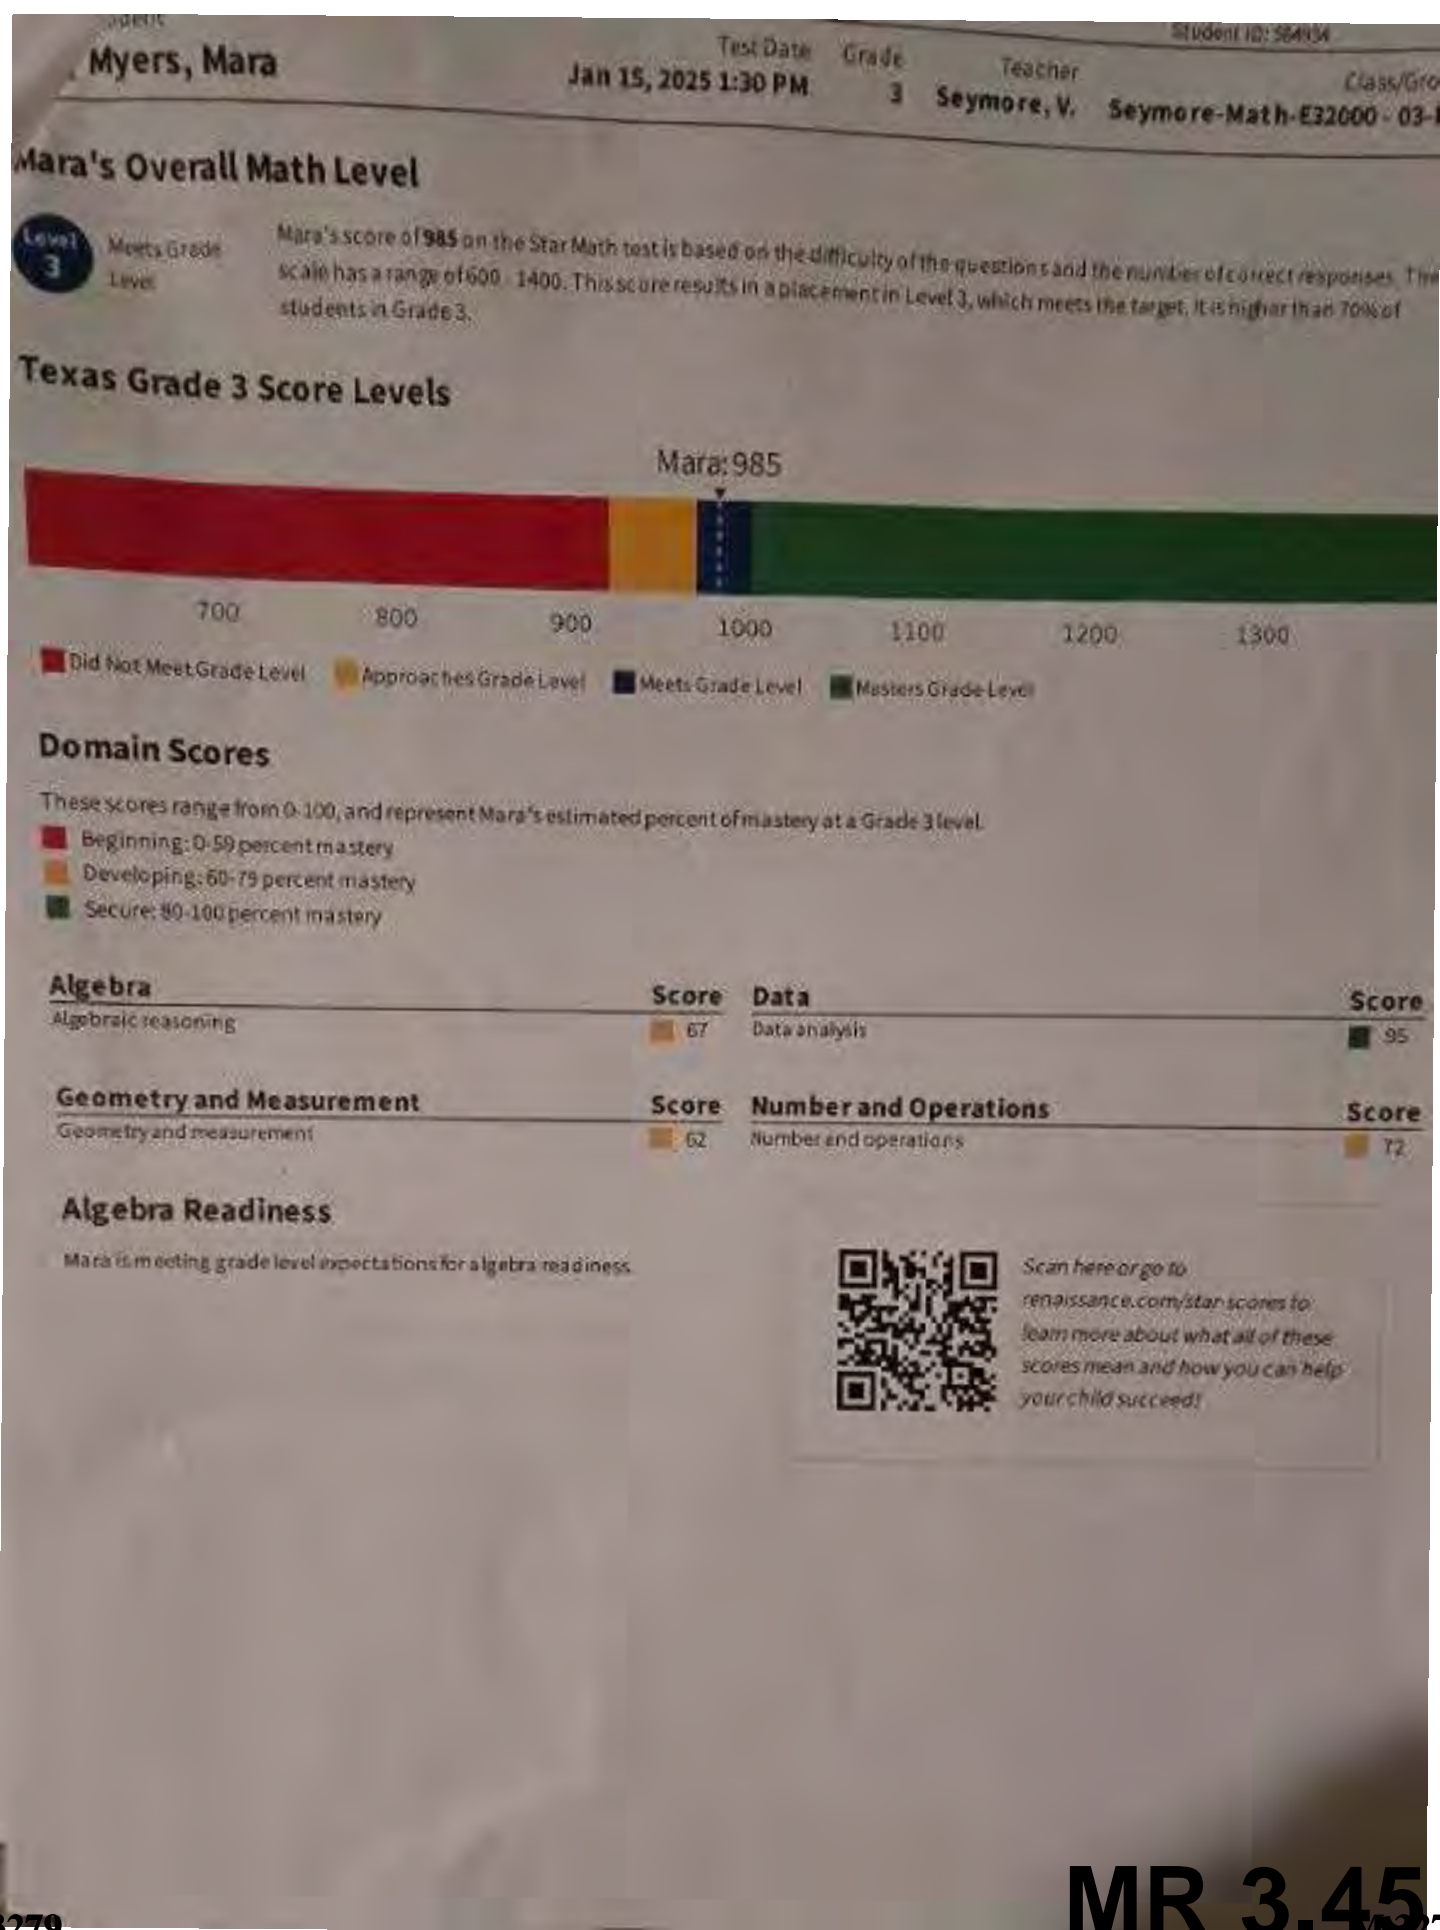 Myers, Mara
Test Date
Jan 15, 2025 1:30 PM
Grade
3
Teacher
Seymore, V.
Student ID: 564934
Class/Gro
Seymore-Math-E32000 - 03-
Mara's Overall Math Level
Level
3
Meets Grade
Level
Mara's score of 985 on the Star Math test is based on the difficulty of the questions and the number of correct responses. The
scale has a range of 600 - 1400. This score results in a placement in Level 3, which meets the target. It is higher than 70% of
students in Grade 3.
Texas Grade 3 Score Levels
Mara: 985
700 800 900 1000 1100 1200 1300
Did Not Meet Grade Level Approaches Grade Level Meets Grade Level Masters Grade Level
Domain Scores
These scores range from 0-100, and represent Mara's estimated percent of mastery at a Grade 3 level.
Beginning: 0-59 percent mastery
Developing: 60-79 percent mastery
Secure: 80-100 percent mastery
Algebra Score
Algebraic reasoning 67
Data Score
Data analysis 95
Geometry and Measurement Score
Geometry and measurement 62
Number and Operations Score
Number and operations 72
Algebra Readiness
Mara is meeting grade level expectations for algebra readiness.
Scan here or go to
renaissance.com/star-scores to
learn more about what all of these
scores mean and how you can help
your child succeed!
MR 3.45
3279